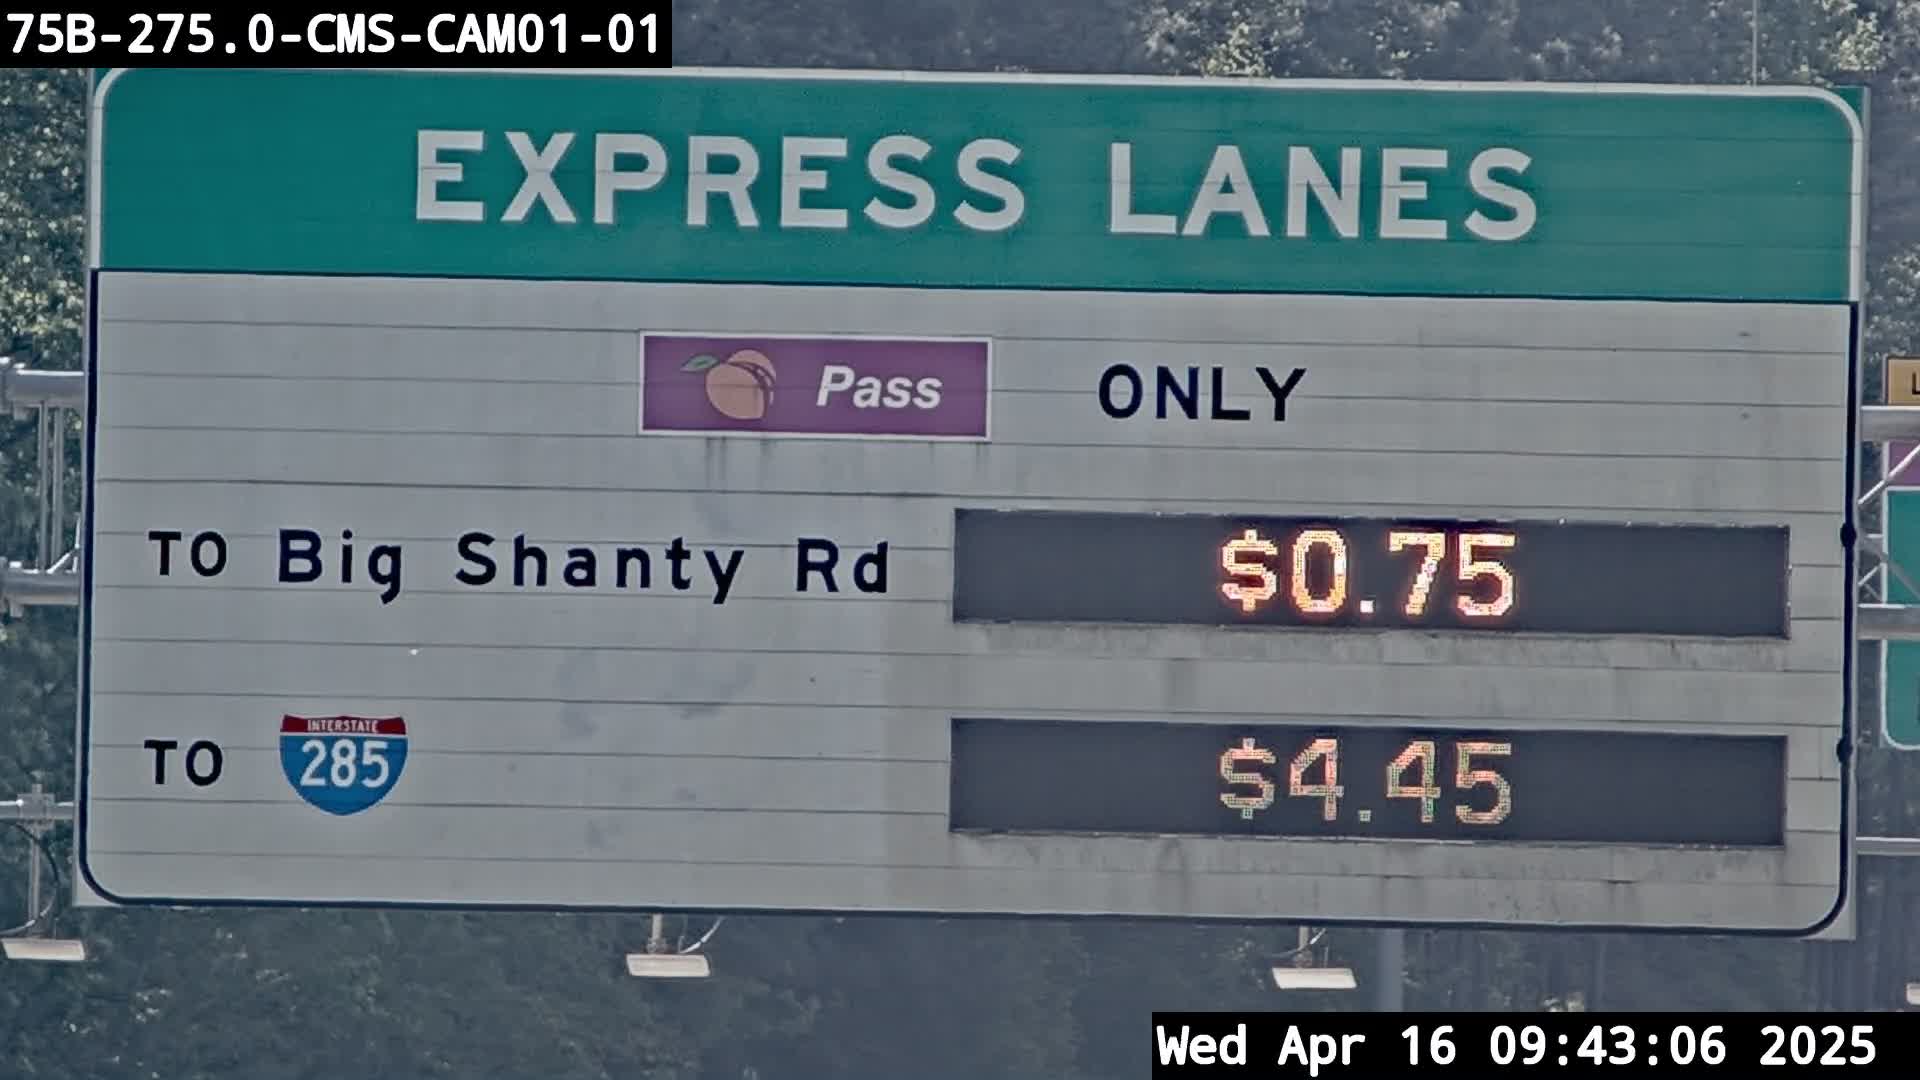 75B-275.0-CMS-CAM01-01
EXPRESS LANES
Pass ONLY
TO Big Shanty Rd $0.75
INTERSTATE
TO 285 $4.45
Wed Apr 16 09:43:06 2025